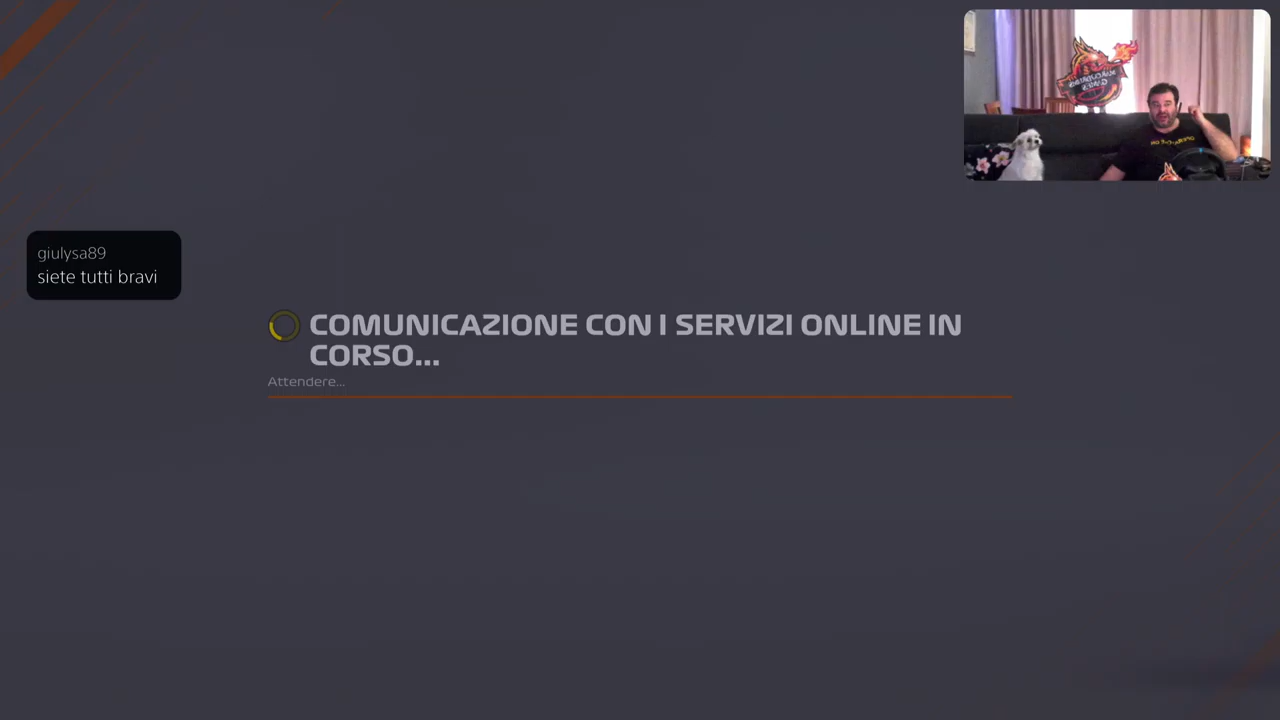 giulysa89
siete tutti bravi
COMUNICAZIONE CON I SERVIZI ONLINE IN
CORSO...
Attendere...